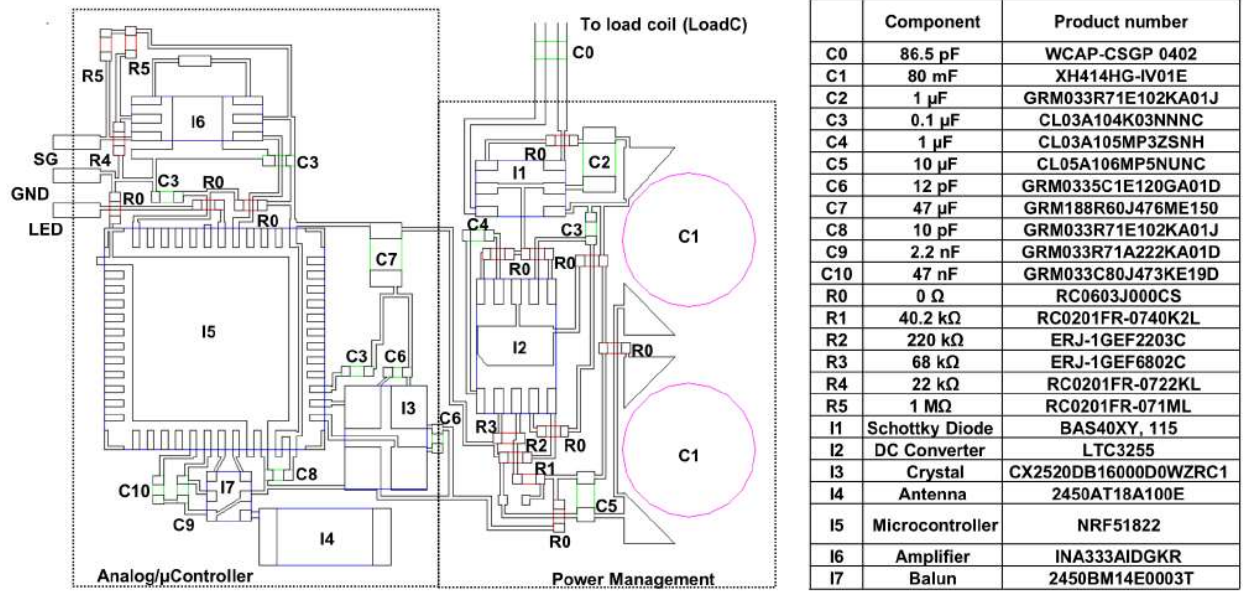 To load coil (LoadC)
C0
R5
R5
I6
R0
C2
SG
R4
C3
I1
GND
C3
R0
LED
R0
R0
C4
C3
C1
C7
R0
R0
I5
I2
C3
C6
R0
I3
C6
R3
R2
R0
C1
C10
I7
C8
R1
C9
C5
I4
R0
Analog/µController
Power Management
Component Product number
C0 86.5 pF WCAP-CSGP 0402
C1 80 mF XH414HG-IV01E
C2 1 µF GRM033R71E102KA01J
C3 0.1 µF CL03A104K03NNNC
C4 1 µF CL03A105MP3ZSNH
C5 10 µF CL05A106MP5NUNC
C6 12 pF GRM0335C1E120GA01D
C7 47 µF GRM188R60J476ME150
C8 10 pF GRM033R71E102KA01J
C9 2.2 nF GRM033R71A222KA01D
C10 47 nF GRM033C80J473KE19D
R0 0 Ω RC0603J000CS
R1 40.2 kΩ RC0201FR-0740K2L
R2 220 kΩ ERJ-1GEF2203C
R3 68 kΩ ERJ-1GEF6802C
R4 22 kΩ RC0201FR-0722KL
R5 1 MΩ RC0201FR-071ML
I1 Schottky Diode BAS40XY, 115
I2 DC Converter LTC3255
I3 Crystal CX2520DB16000D0WZRC1
I4 Antenna 2450AT18A100E
I5 Microcontroller NRF51822
I6 Amplifier INA333AIDGKR
I7 Balun 2450BM14E0003T